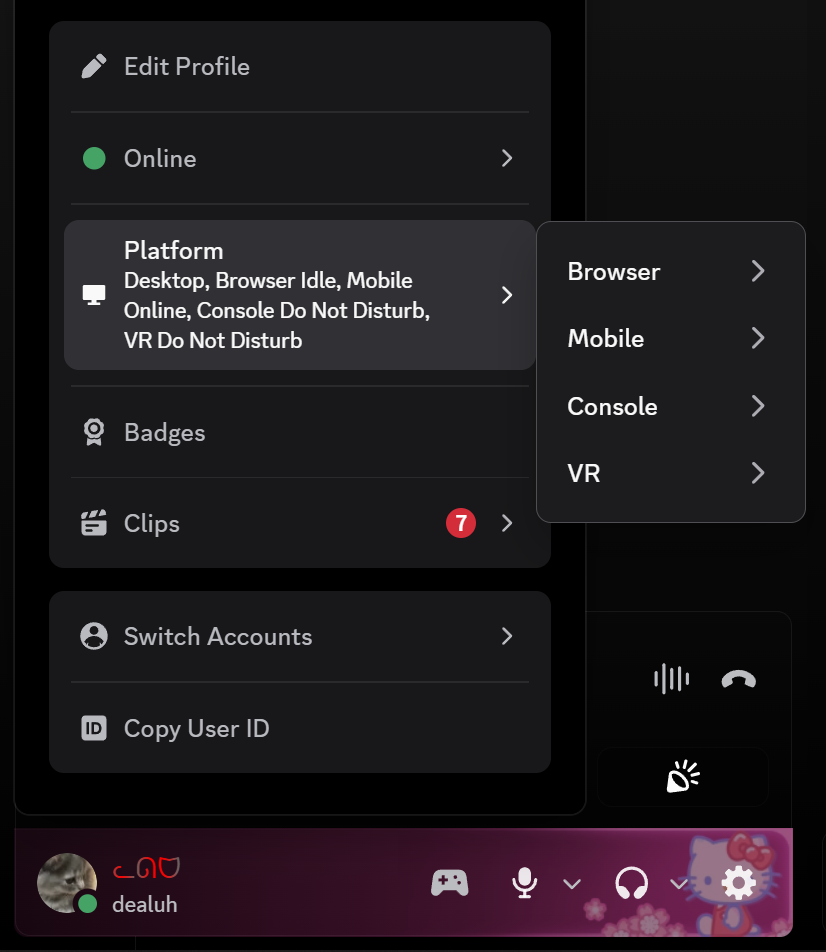 Edit Profile
Online
Platform
Desktop, Browser Idle, Mobile
Online, Console Do Not Disturb,
VR Do Not Disturb
Browser
Mobile
Console
VR
Badges
Clips
7
Switch Accounts
ID
Copy User ID
dealuh